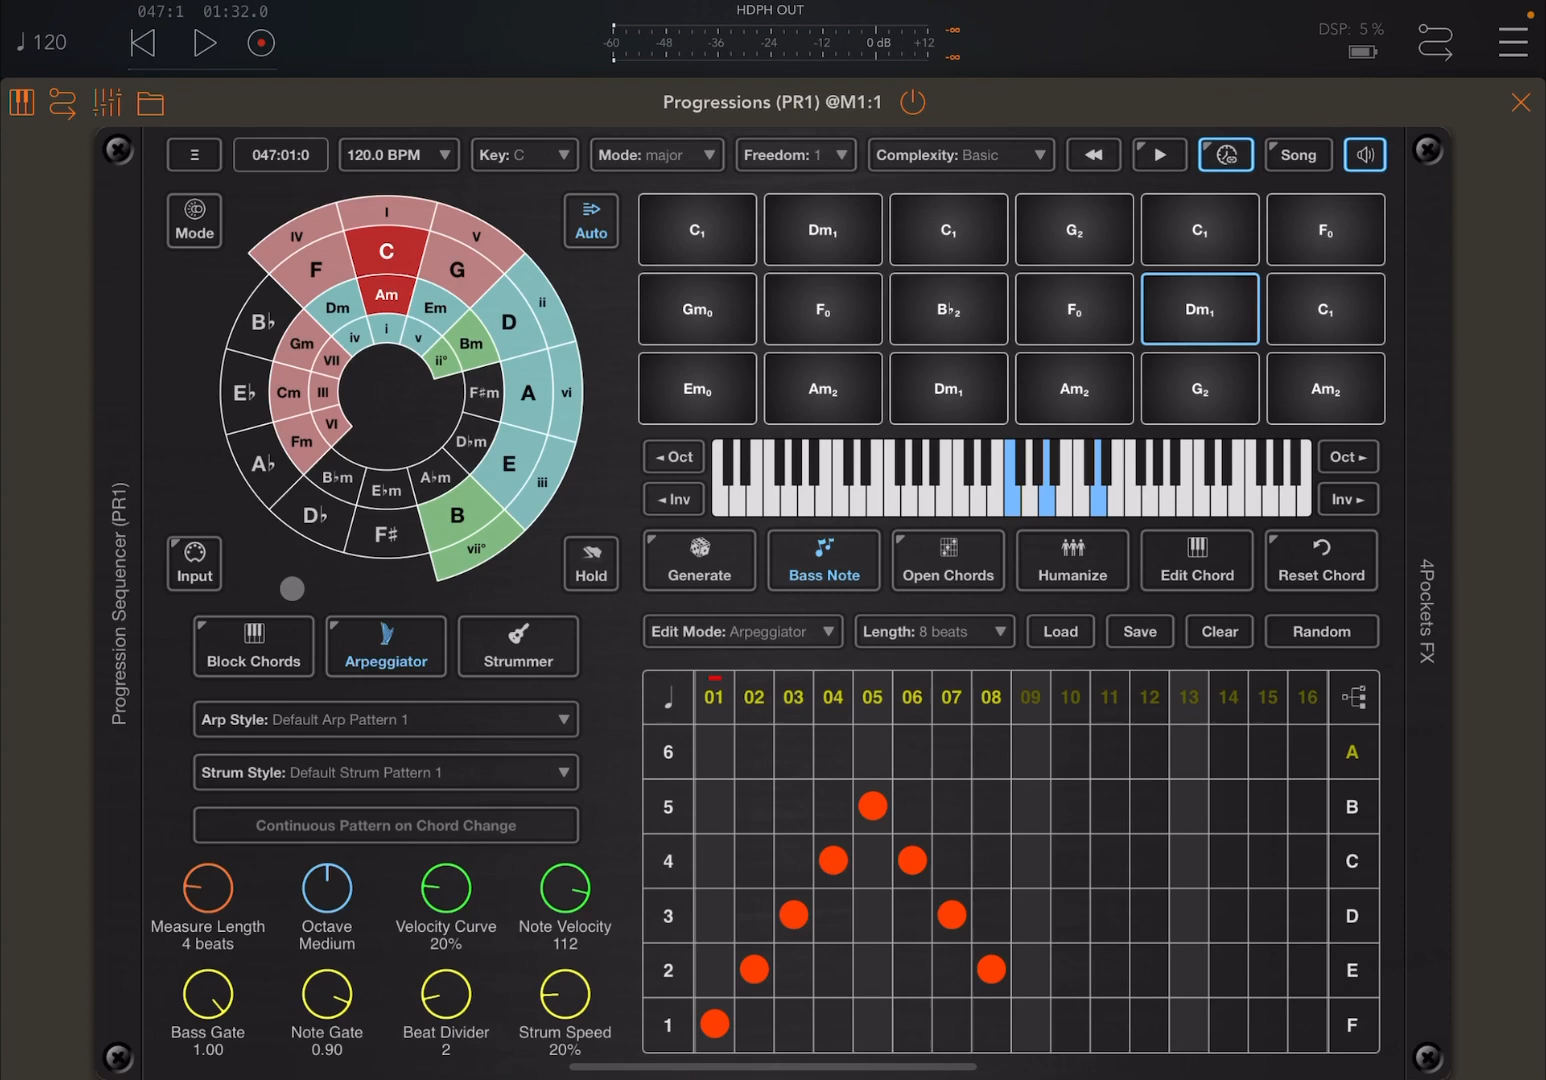 047:1 01:32.0
♩ 120
HDPH OUT
-60 -48 -36 -24 -12 0 dB +12
-∞
-∞
DSP: 5 %
Progressions (PR1) @M1:1
047:01:0
120.0 BPM
Key: C
Mode: major
Freedom: 1
Complexity: Basic
Song
Mode
Auto
Input
Hold
I
IV
V
C
F
G
Am
Dm
Em
ii
iv
i
v
B♭
D
Gm
Bm
VII
ii°
E♭
Cm
III
F#m
A
vi
VI
A♭
Fm
D♭m
E
iii
B♭m
E♭m
A♭m
D♭
F#
B
vii°
C₁ Dm₁ C₁ G₂ C₁ F₀
Gm₀ F₀ B♭₂ F₀ Dm₁ C₁
Em₀ Am₂ Dm₁ Am₂ G₂ Am₂
◄ Oct
Oct ►
◄ Inv
Inv ►
Generate
Bass Note
Open Chords
Humanize
Edit Chord
Reset Chord
Block Chords
Arpeggiator
Strummer
Edit Mode: Arpeggiator
Length: 8 beats
Load
Save
Clear
Random
Arp Style: Default Arp Pattern 1
Strum Style: Default Strum Pattern 1
Continuous Pattern on Chord Change
Measure Length
4 beats
Octave
Medium
Velocity Curve
20%
Note Velocity
112
Bass Gate
1.00
Note Gate
0.90
Beat Divider
2
Strum Speed
20%
♩ 01 02 03 04 05 06 07 08 09 10 11 12 13 14 15 16
6 A
5 B
4 C
3 D
2 E
1 F
Progression Sequencer (PR1)
4Pockets FX